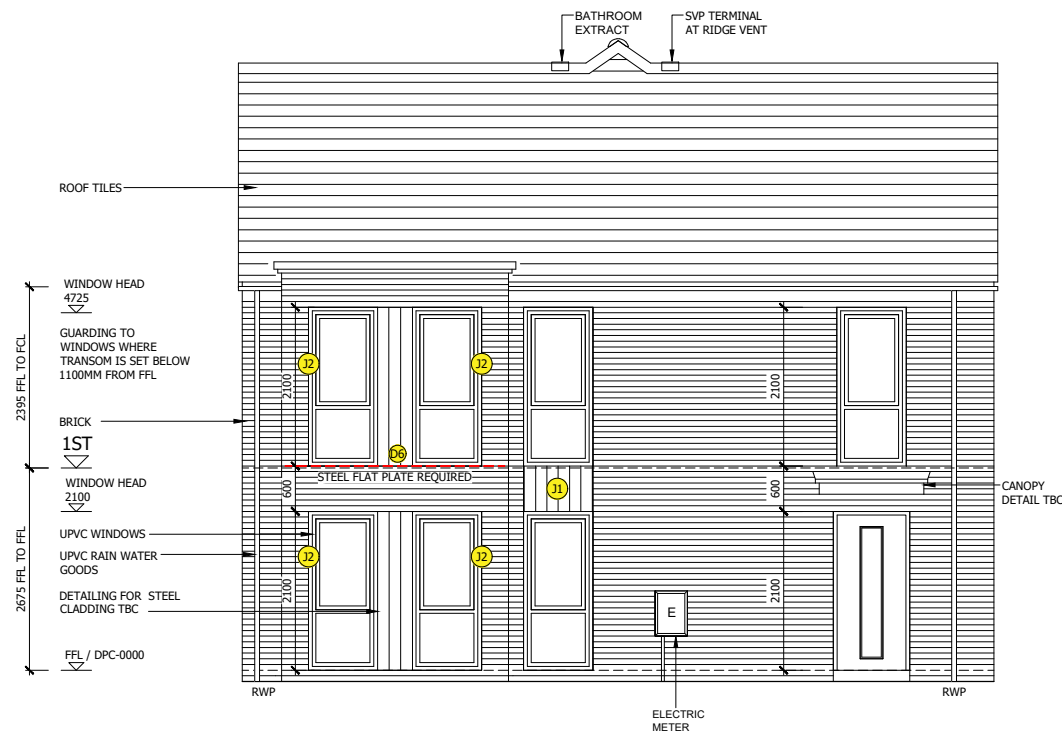 BATHROOM
EXTRACT
SVP TERMINAL
AT RIDGE VENT
ROOF TILES
WINDOW HEAD
4725
GUARDING TO
WINDOWS WHERE
TRANSOM IS SET BELOW
1100MM FROM FFL
2395 FFL TO FCL
J2
J2
2100
2100
BRICK
1ST
D6
STEEL FLAT PLATE REQUIRED
WINDOW HEAD
2100
600
J1
600
CANOPY
DETAIL TBC
UPVC WINDOWS
J2
J2
UPVC RAIN WATER
GOODS
2675 FFL TO FFL
DETAILING FOR STEEL
CLADDING TBC
2100
2100
E
FFL / DPC-0000
RWP
RWP
ELECTRIC
METER